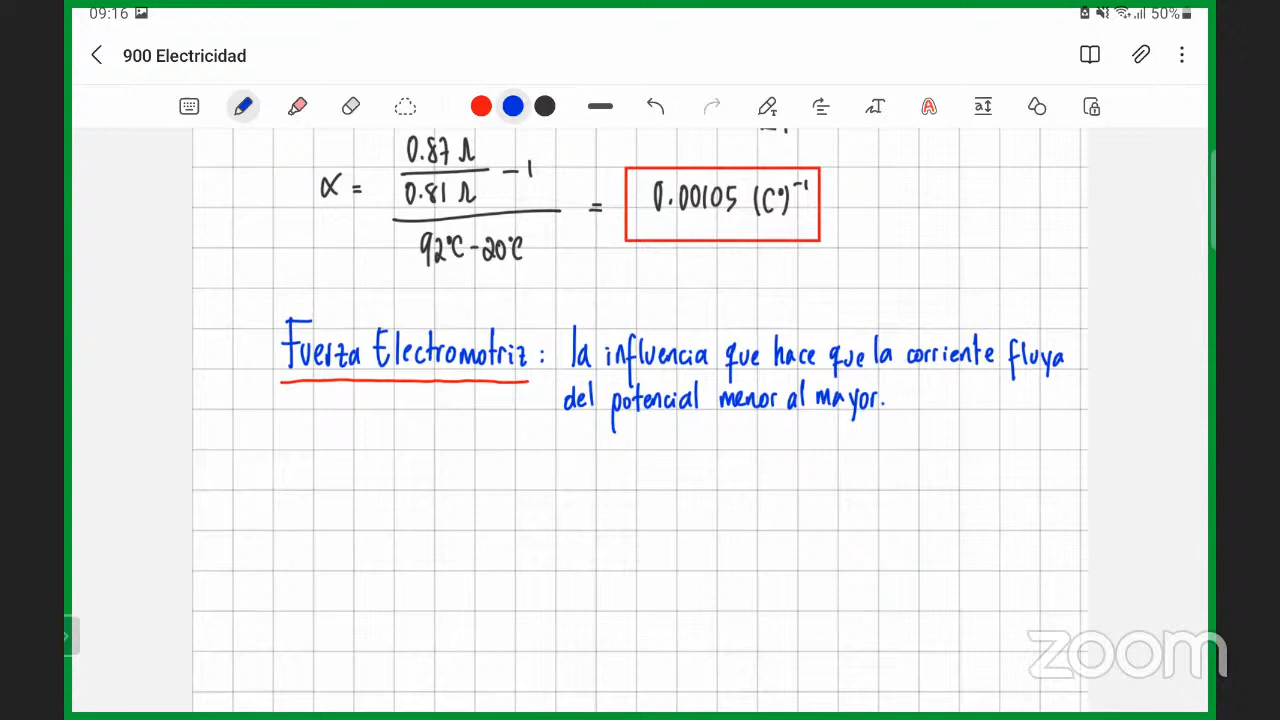 09:16 50%
900 Electricidad
0.87 Ω
α = 0.81 Ω − 1
92°C − 20°C = 0.00105 (C°)⁻¹
Fuerza Electromotriz : la influencia que hace que la corriente fluya
del potencial menor al mayor.
zoom